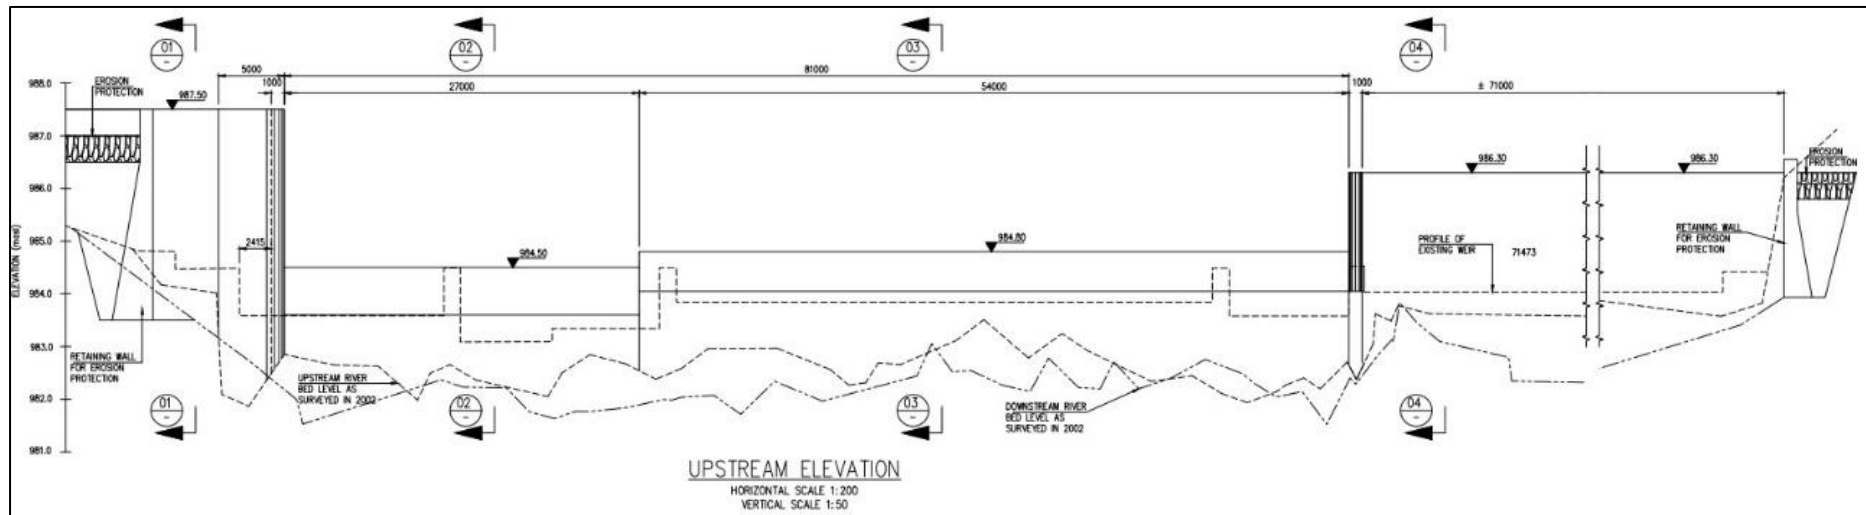 01
-
02
-
03
-
04
-
5000
81000
1000
27000
54000
1000
± 71000
988.0
987.0
986.0
985.0
984.0
983.0
982.0
981.0
ELEVATION (masl)
EROSION
PROTECTION
987.50
2415
984.50
984.80
986.30
986.30
EROSION
PROTECTION
PROFILE OF
EXISTING WEIR
71473
RETAINING WALL
FOR EROSION
PROTECTION
RETAINING WALL
FOR EROSION
PROTECTION
UPSTREAM RIVER
BED LEVEL AS
SURVEYED IN 2002
DOWNSTREAM RIVER
BED LEVEL AS
SURVEYED IN 2002
01
-
02
-
03
-
04
-
UPSTREAM ELEVATION
HORIZONTAL SCALE 1:200
VERTICAL SCALE 1:50